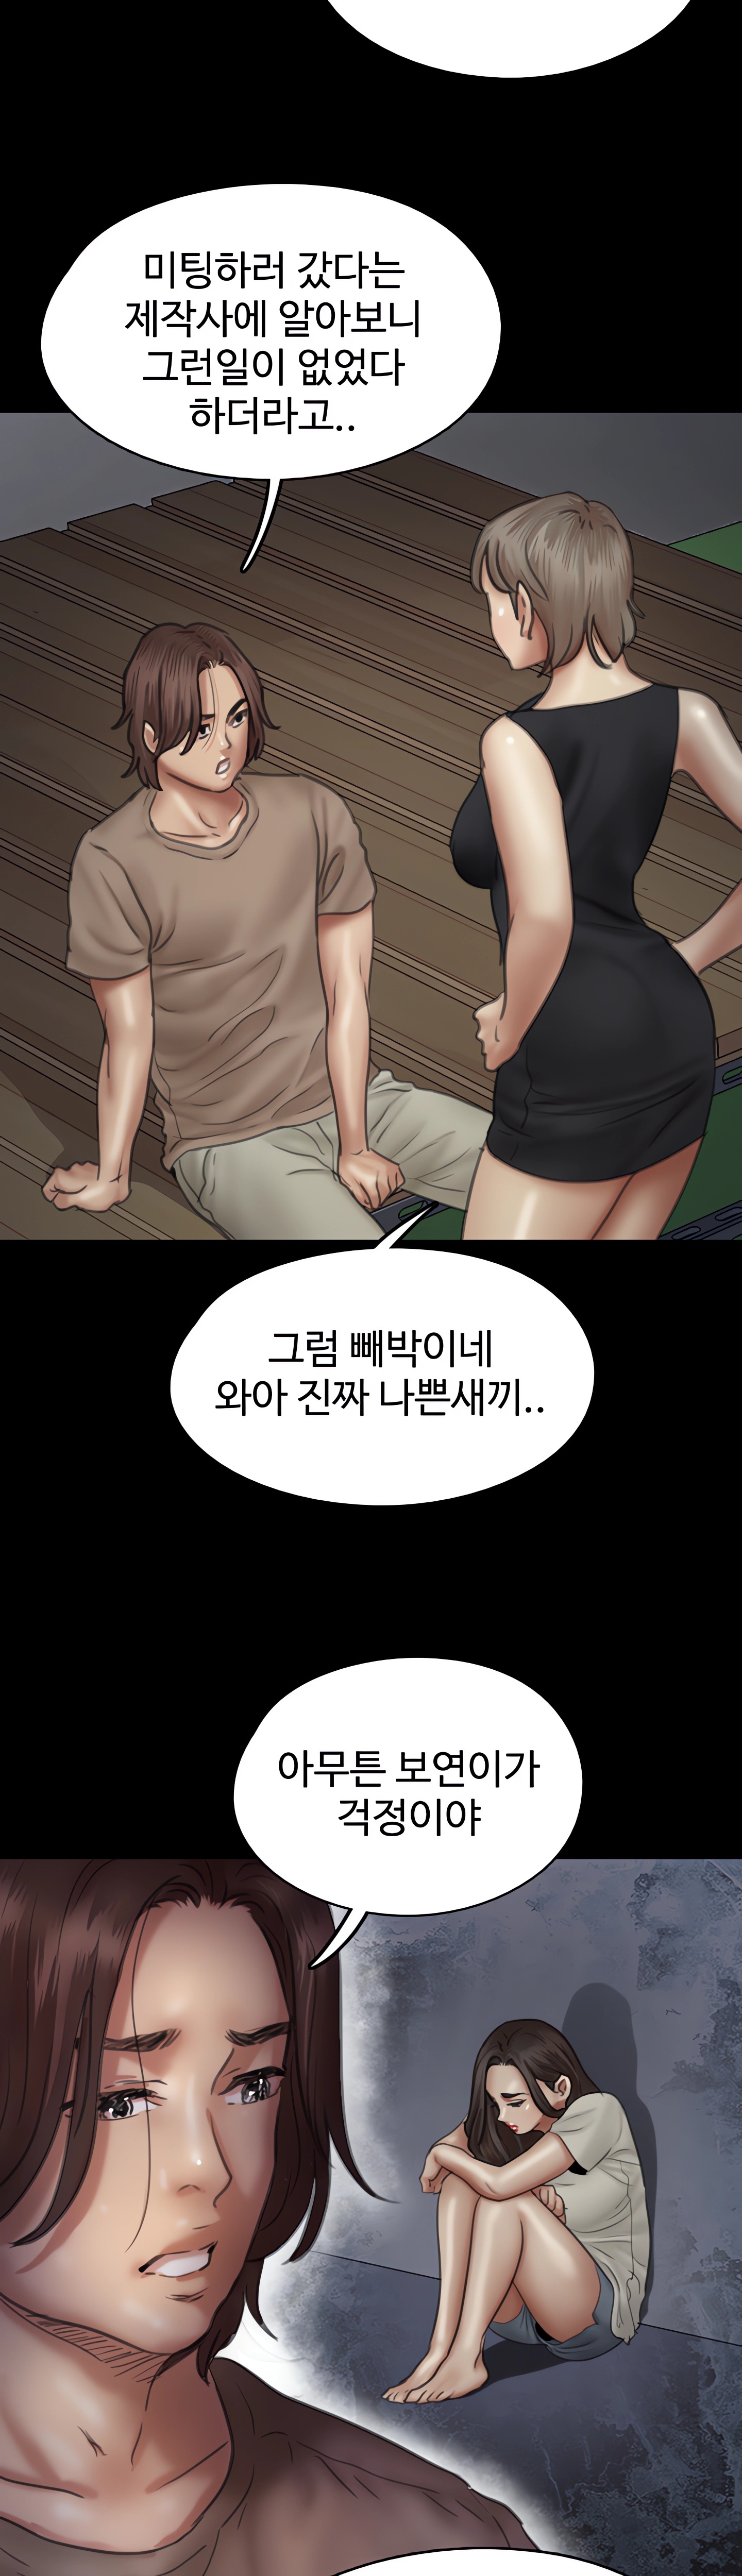 미팅하러 갔다는
제작사에 알아보니
그런일이 없었다
하더라고..
그럼 빼박이네
와아 진짜 나쁜새끼..
아무튼 보연이가
걱정이야